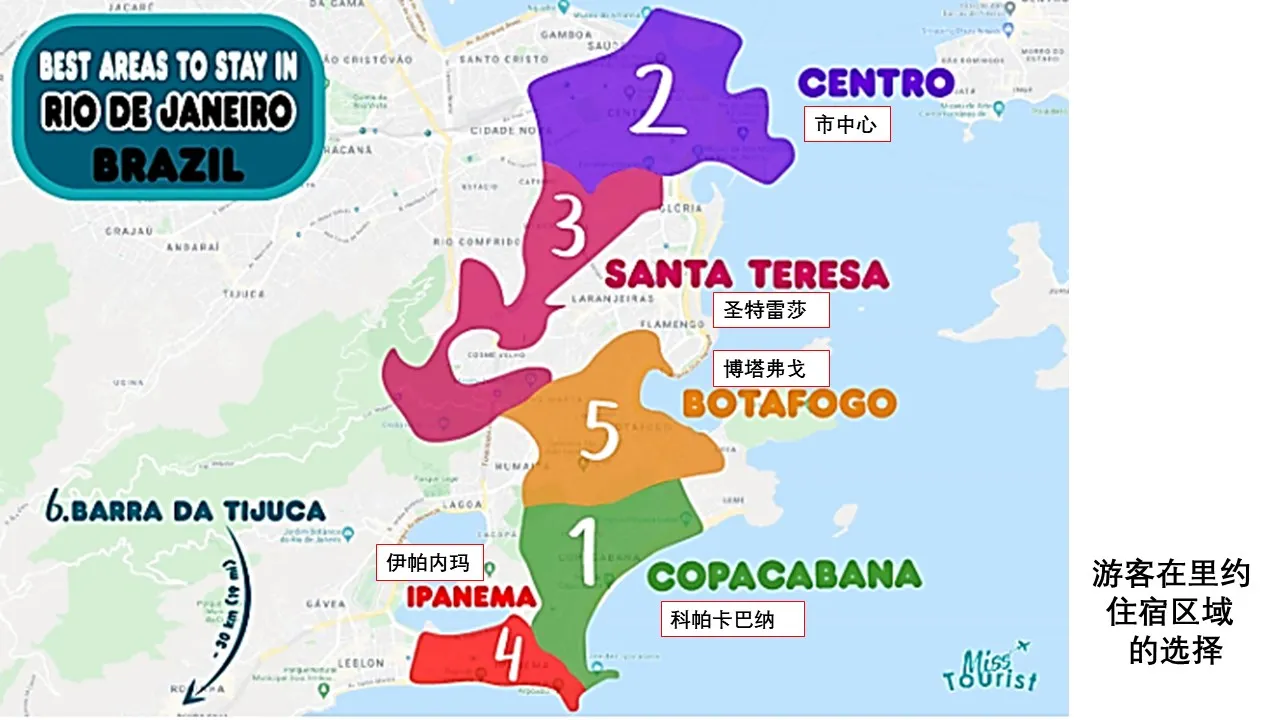 BEST AREAS TO STAY IN
RIO DE JANEIRO
BRAZIL
JACARÉ
DA GAMA
GAMBOA
SANTO CRISTO
CIDADE NOVA
2
CENTRO
市中心
ESTÁCIO
3
GLÓRIA
GRAJAÚ
ANDARAÍ
RIO COMPRIDO
SANTA TERESA
圣特雷莎
TIJUCA
LARANJEIRAS
FLAMENGO
COSME VELHO
博塔弗戈
BOTAFOGO
5
HUMAITÁ
LEME
6.BARRA DA TIJUCA
LAGOA
~ 30 km (19 mi)
1
COPACABANA
科帕卡巴纳
伊帕内玛
IPANEMA
4
GÁVEA
LEBLON
Miss
Tourist
游客在里约
住宿区域
的选择